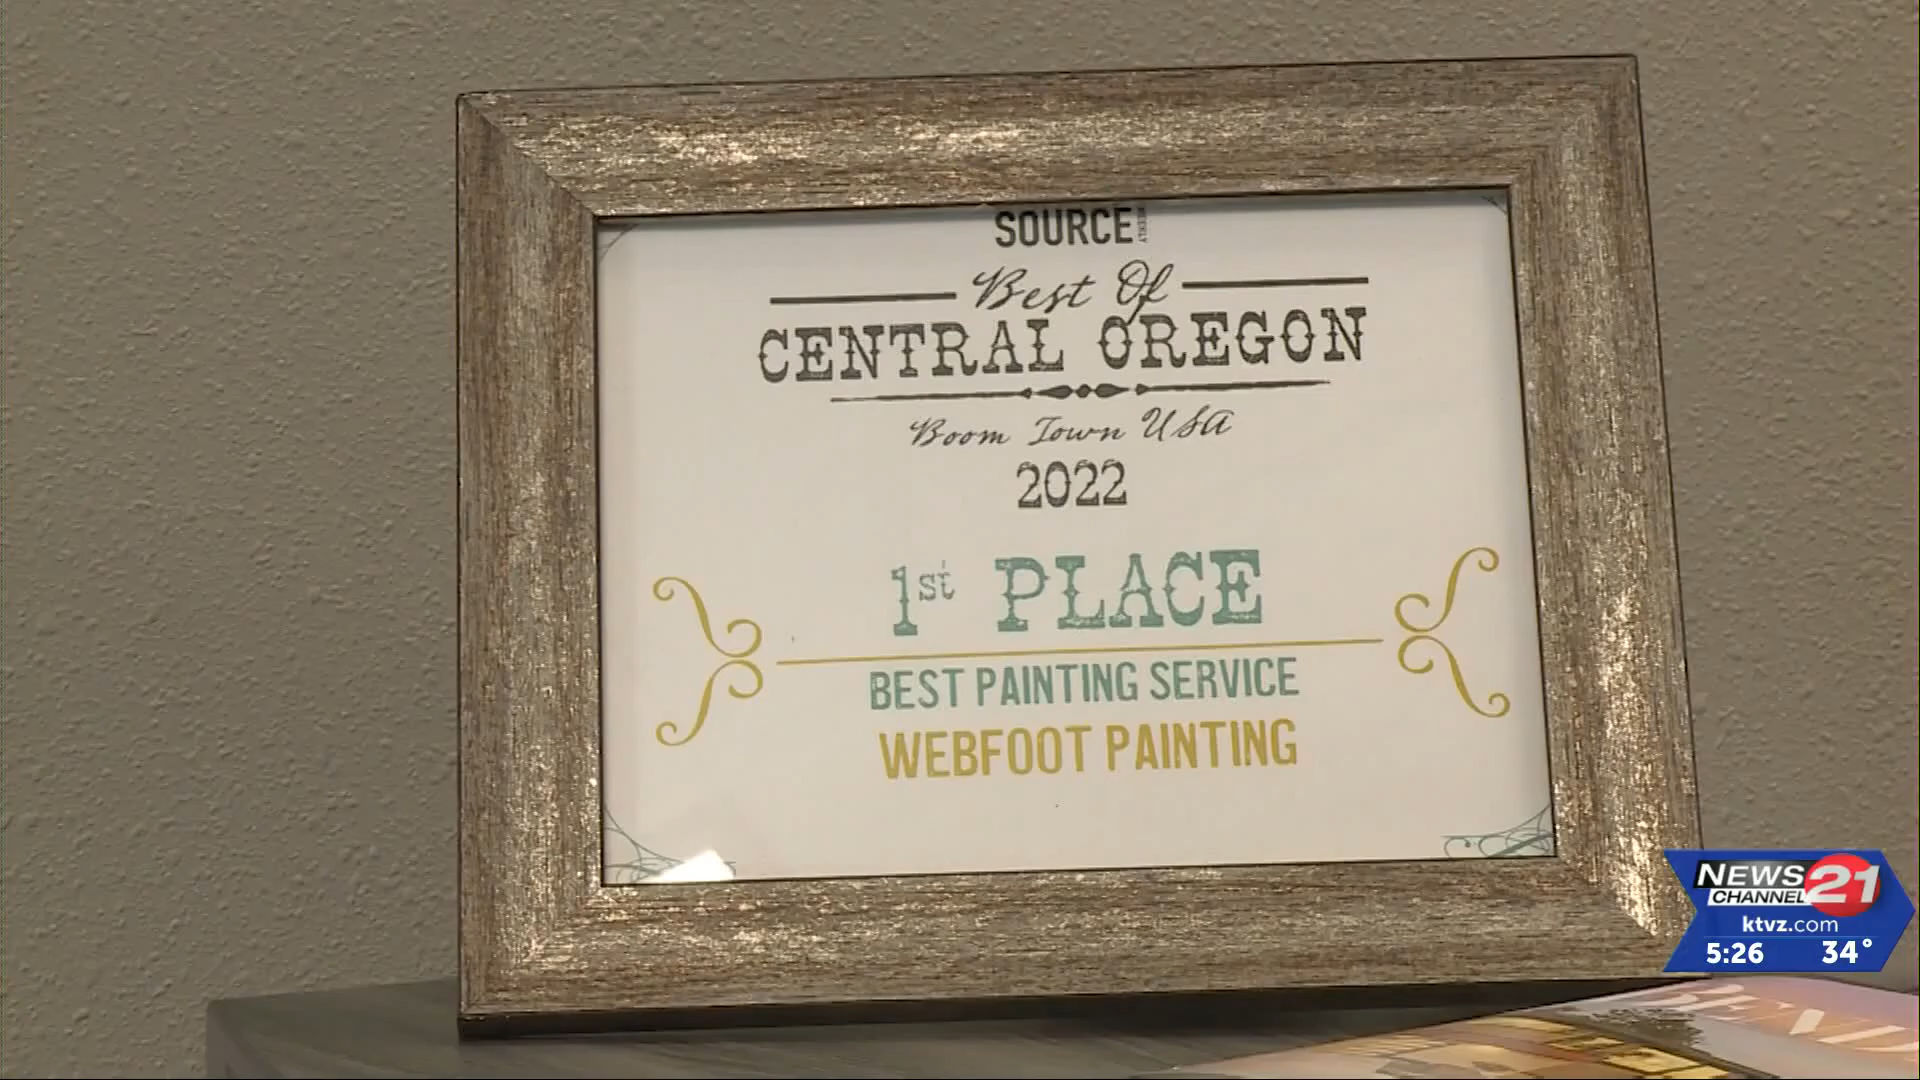 SOURCE WEEKLY
Best Of
CENTRAL OREGON
Boom Town USA
2022
1st PLACE
BEST PAINTING SERVICE
WEBFOOT PAINTING
NEWS
CHANNEL 21
ktvz.com
5:26 34°